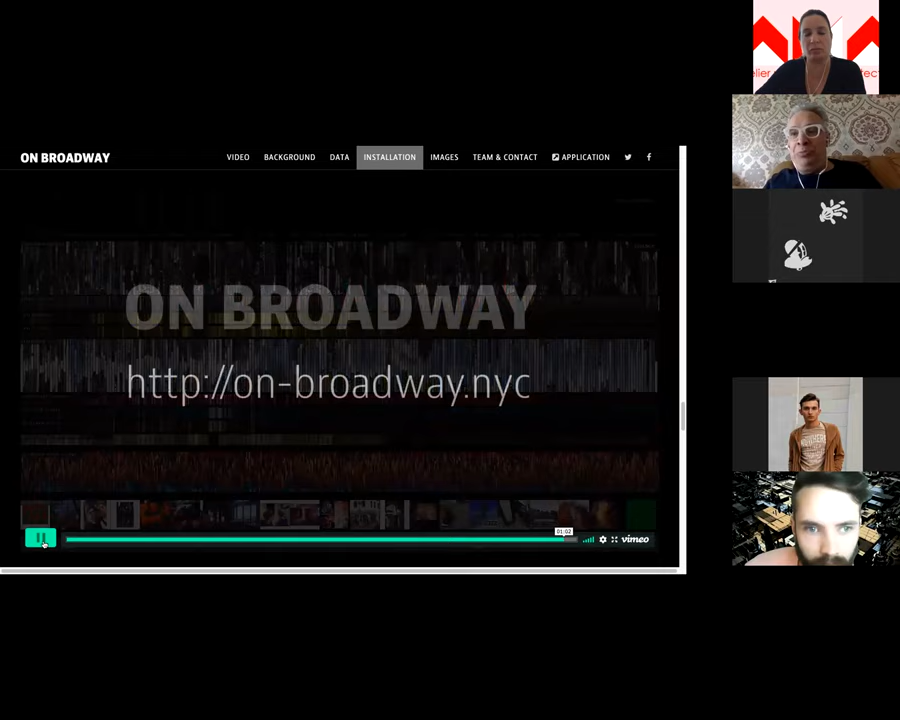 ON BROADWAY
VIDEO BACKGROUND DATA INSTALLATION IMAGES TEAM & CONTACT APPLICATION
ON BROADWAY
http://on-broadway.nyc
01:02
vimeo